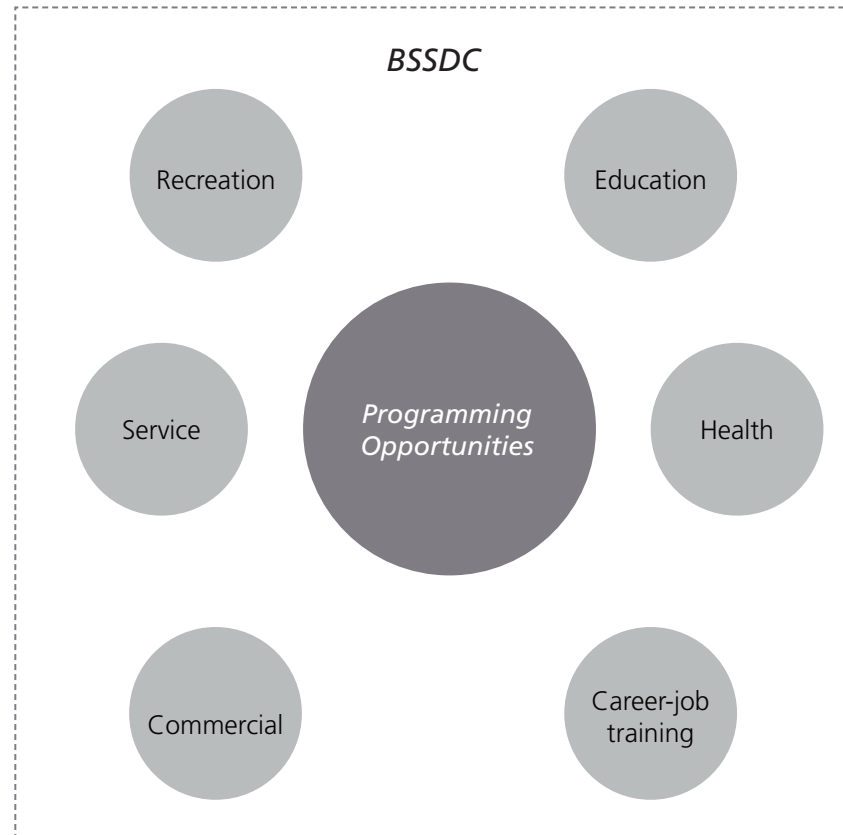 BSSDC
Recreation
Education
Service
Programming
Opportunities
Health
Commercial
Career-job
training